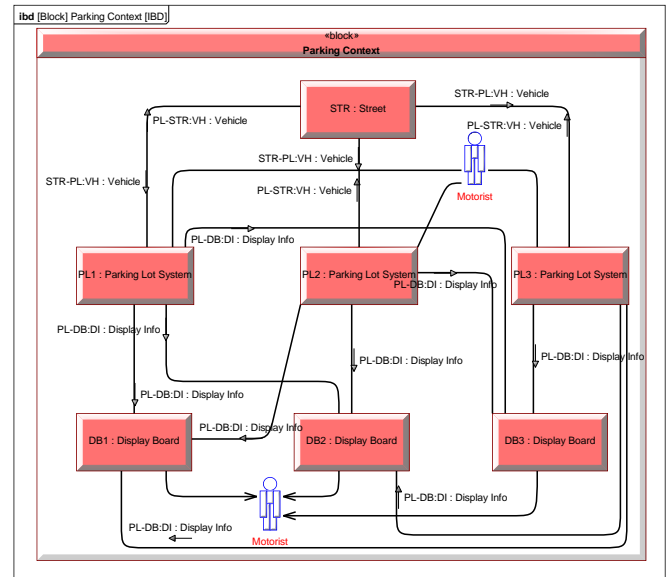 ibd [Block] Parking Context [IBD]
«block»
Parking Context
STR : Street
STR-PL:VH : Vehicle
PL-STR:VH : Vehicle
PL-STR:VH : Vehicle
STR-PL:VH : Vehicle
STR-PL:VH : Vehicle
PL-STR:VH : Vehicle
Motorist
PL-DB:DI : Display Info
PL1 : Parking Lot System
PL2 : Parking Lot System
PL3 : Parking Lot System
PL-DB:DI : Display Info
PL-DB:DI : Display Info
PL-DB:DI : Display Info
PL-DB:DI : Display Info
PL-DB:DI : Display Info
PL-DB:DI : Display Info
DB1 : Display Board
DB2 : Display Board
DB3 : Display Board
PL-DB:DI : Display Info
PL-DB:DI : Display Info
Motorist